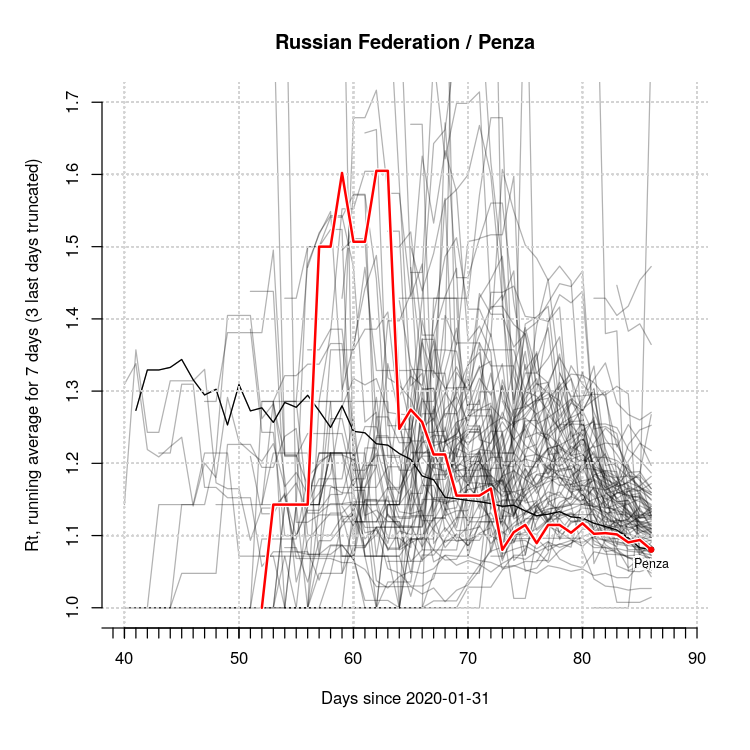 Russian Federation / Penza
Rt, running average for 7 days (3 last days truncated)
1.7
1.6
1.5
1.4
1.3
1.2
1.1
1.0
Penza
40 50 60 70 80 90
Days since 2020-01-31